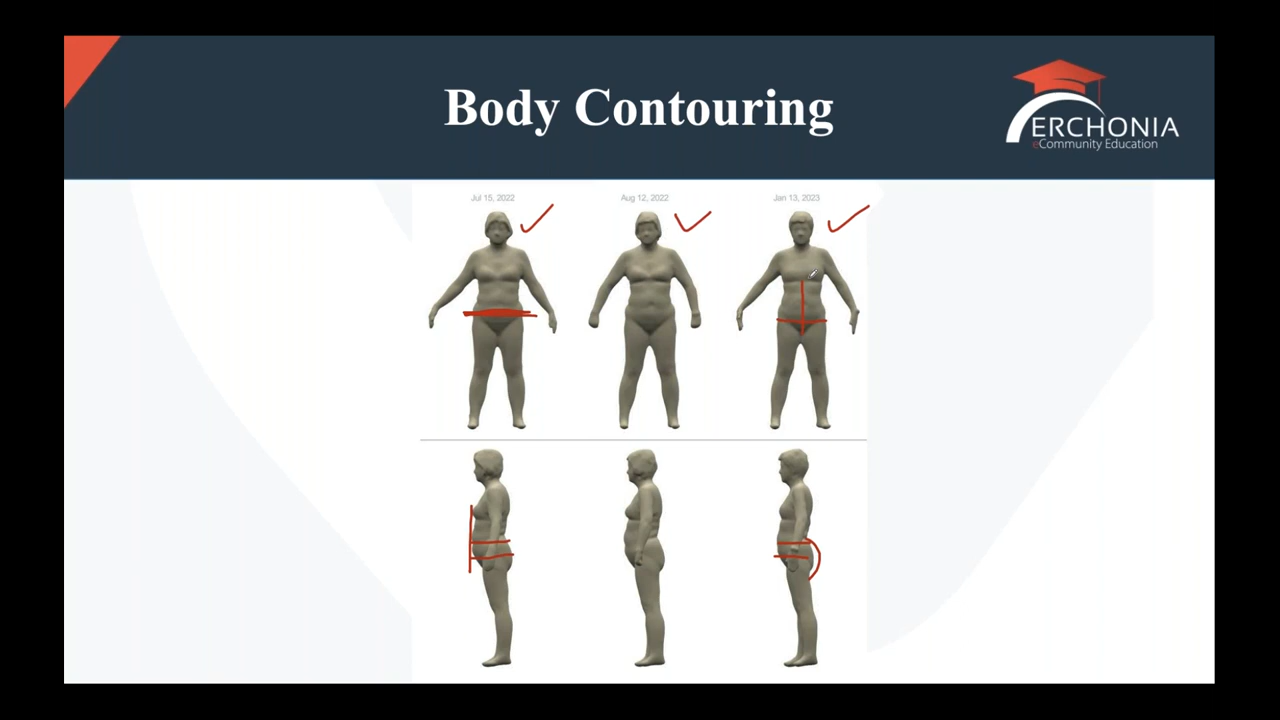 Body Contouring
ERCHONIA
eCommunity Education
Jul 15, 2022
Aug 12, 2022
Jan 13, 2023